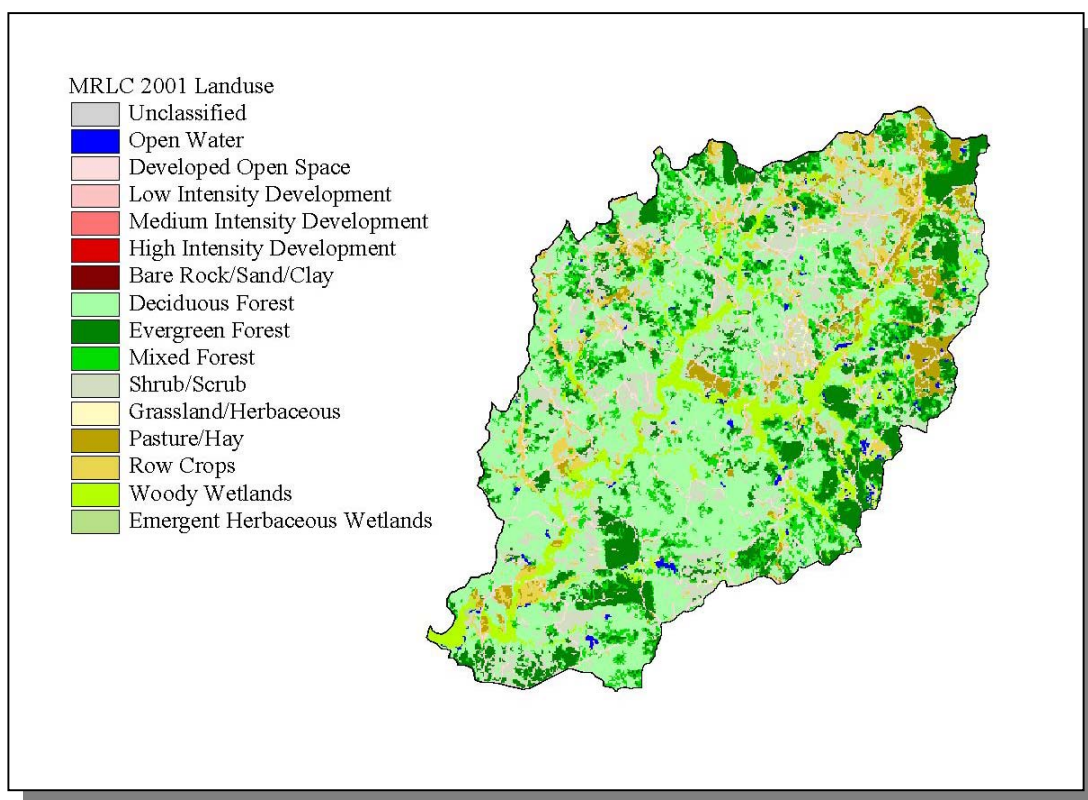 MRLC 2001 Landuse
Unclassified
Open Water
Developed Open Space
Low Intensity Development
Medium Intensity Development
High Intensity Development
Bare Rock/Sand/Clay
Deciduous Forest
Evergreen Forest
Mixed Forest
Shrub/Scrub
Grassland/Herbaceous
Pasture/Hay
Row Crops
Woody Wetlands
Emergent Herbaceous Wetlands